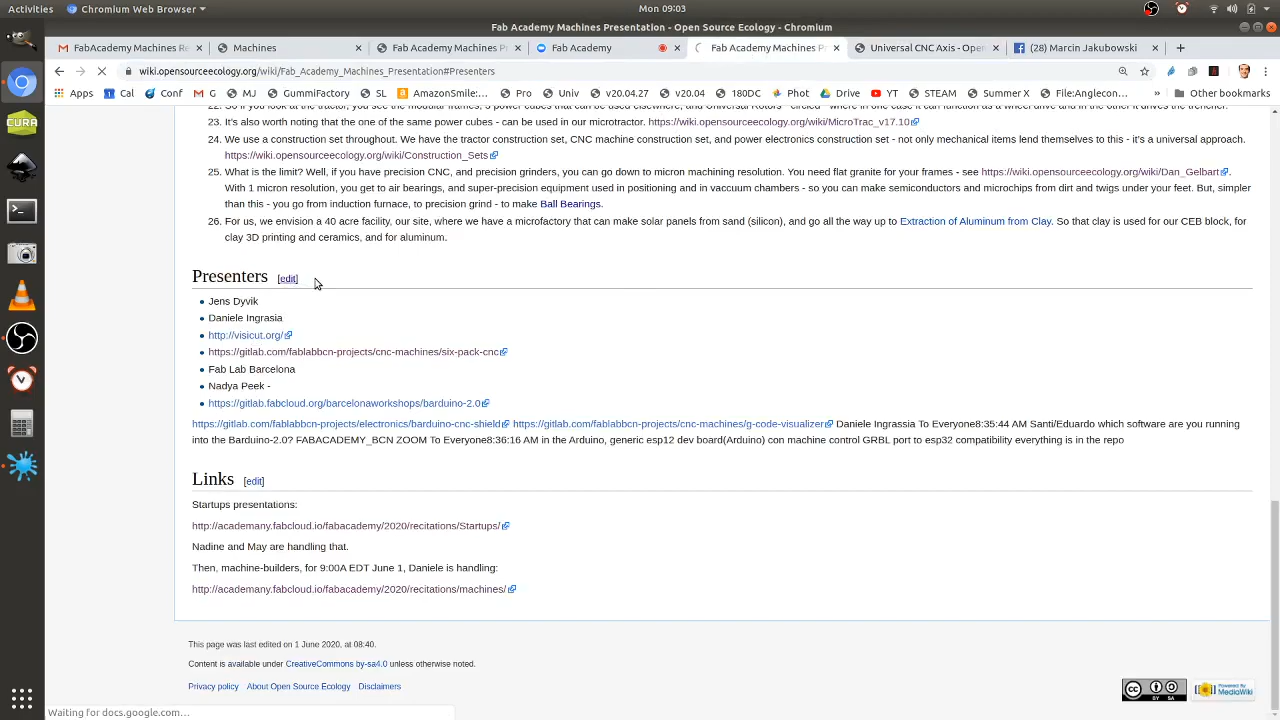 Activities
Chromium Web Browser
Mon 09:03
Fab Academy Machines Presentation - Open Source Ecology - Chromium
FabAcademy Machines Re
Machines
Fab Academy Machines P
Fab Academy
Fab Academy Machines P
Universal CNC Axis - Open
(28) Marcin Jakubowski
wiki.opensourceecology.org/wiki/Fab_Academy_Machines_Presentation#Presenters
Apps
Cal
Conf
G
MJ
GummiFactory
SL
AmazonSmile:...
Pro
Univ
v20.04.27
v20.04
180DC
Phot
Drive
YT
STEAM
Summer X
File:Anglecon...
»
Other bookmarks
23. It's also worth noting that the one of the same power cubes - can be used in our microtractor. https://wiki.opensourceecology.org/wiki/MicroTrac_v17.10
24. We use a construction set throughout. We have the tractor construction set, CNC machine construction set, and power electronics construction set - not only mechanical items lend themselves to this - it's a universal approach.
https://wiki.opensourceecology.org/wiki/Construction_Sets
25. What is the limit? Well, if you have precision CNC, and precision grinders, you can go down to micron machining resolution. You need flat granite for your frames - see https://wiki.opensourceecology.org/wiki/Dan_Gelbart.
With 1 micron resolution, you get to air bearings, and super-precision equipment used in positioning and in vaccum chambers - so you can make semiconductors and microchips from dirt and twigs under your feet. But, simpler
than this - you go from induction furnace, to precision grind - to make Ball Bearings.
26. For us, we envision a 40 acre facility, our site, where we have a microfactory that can make solar panels from sand (silicon), and go all the way up to Extraction of Aluminum from Clay. So that clay is used for our CEB block, for
clay 3D printing and ceramics, and for aluminum.
Presenters [edit]
Jens Dyvik
Daniele Ingrasia
http://visicut.org/
https://gitlab.com/fablabbcn-projects/cnc-machines/six-pack-cnc
Fab Lab Barcelona
Nadya Peek -
https://gitlab.fabcloud.org/barcelonaworkshops/barduino-2.0
https://gitlab.com/fablabbcn-projects/electronics/barduino-cnc-shield https://gitlab.com/fablabbcn-projects/cnc-machines/g-code-visualizer Daniele Ingrassia To Everyone8:35:44 AM Santi/Eduardo which software are you running
into the Barduino-2.0? FABACADEMY_BCN ZOOM To Everyone8:36:16 AM in the Arduino, generic esp12 dev board(Arduino) con machine control GRBL port to esp32 compatibility everything is in the repo
Links [edit]
Startups presentations:
http://academany.fabcloud.io/fabacademy/2020/recitations/Startups/
Nadine and May are handling that.
Then, machine-builders, for 9:00A EDT June 1, Daniele is handling:
http://academany.fabcloud.io/fabacademy/2020/recitations/machines/
This page was last edited on 1 June 2020, at 08:40.
Content is available under CreativeCommons by-sa4.0 unless otherwise noted.
Privacy policy
About Open Source Ecology
Disclaimers
Waiting for docs.google.com...